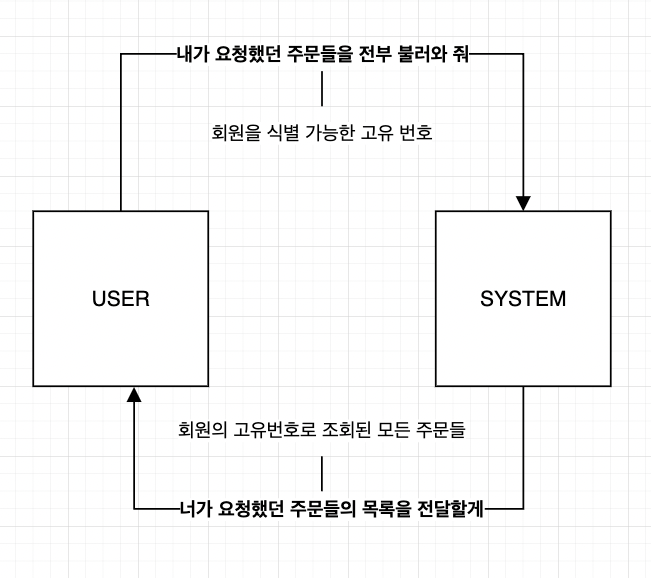 내가 요청했던 주문들을 전부 불러와 줘
회원을 식별 가능한 고유 번호
USER
SYSTEM
회원의 고유번호로 조회된 모든 주문들
너가 요청했던 주문들의 목록을 전달할게